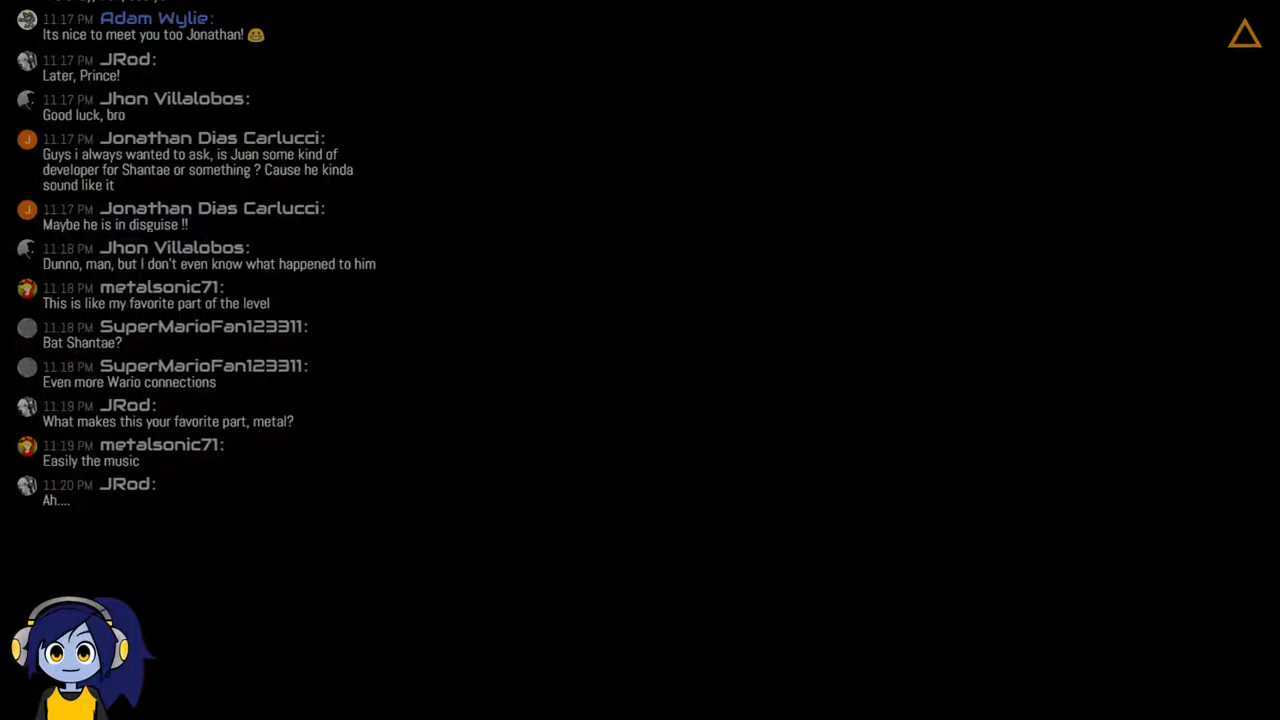 11:17 PM Adam Wylie:
Its nice to meet you too Jonathan! 😀
11:17 PM JRod:
Later, Prince!
11:17 PM Jhon Villalobos:
Good luck, bro
J 11:17 PM Jonathan Dias Carlucci:
Guys i always wanted to ask, is Juan some kind of
developer for Shantae or something ? Cause he kinda
sound like it
J 11:17 PM Jonathan Dias Carlucci:
Maybe he is in disguise !!
11:18 PM Jhon Villalobos:
Dunno, man, but I don't even know what happened to him
11:18 PM metalsonic71:
This is like my favorite part of the level
11:18 PM SuperMarioFan123311:
Bat Shantae?
11:18 PM SuperMarioFan123311:
Even more Wario connections
11:19 PM JRod:
What makes this your favorite part, metal?
11:19 PM metalsonic71:
Easily the music
11:20 PM JRod:
Ah....